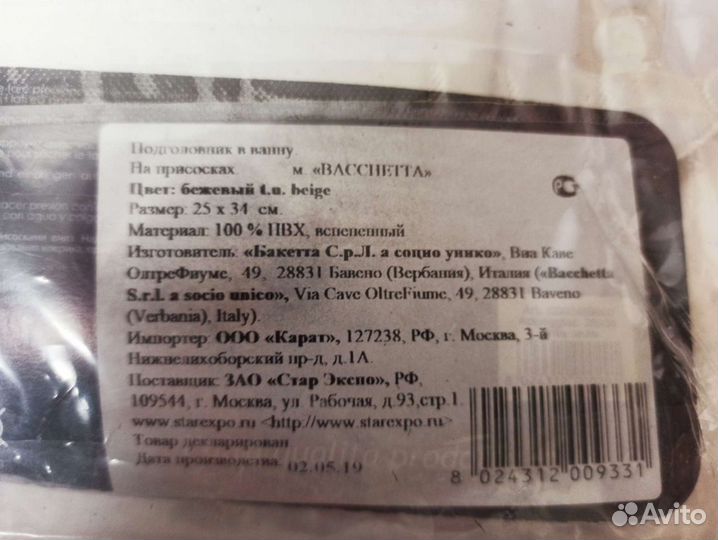 Подголовник в ванну.
На присосках. м. «BACCHETTA»
Цвет: бежевый t.u. beige
Размер: 25 х 34 см.
Материал: 100 % ПВХ, вспененный
Изготовитель: «Бакетта С.р.Л. а социо унико», Виа Каве
ОлтреФиуме, 49, 28831 Бавено (Вербания), Италия («Bacchetta
S.r.l. a socio unico», Via Cave OltreFiume, 49, 28831 Baveno
(Verbania), Italy).
Импортер: ООО «Карат», 127238, РФ, г. Москва, 3-й
Нижнелихоборский пр-д, д.1А.
Поставщик: ЗАО «Стар Экспо», РФ,
109544, г. Москва, ул. Рабочая, д.93,стр.1.
www.starexpo.ru <http://www.starexpo.ru>
Товар декларирован
Дата производства: 02.05.19
8 024312 009331
Avito